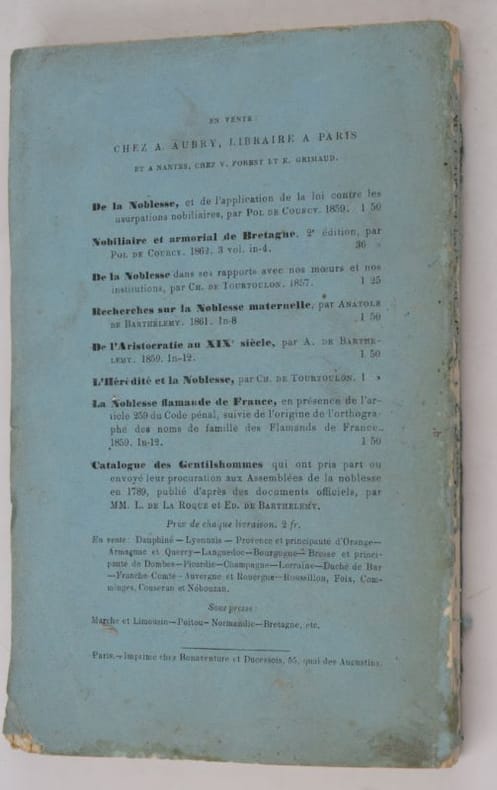 EN VENTE
CHEZ A. AUBRY, LIBRAIRE A PARIS
ET A NANTES, CHEZ V. FOREST ET E. GRIMAUD.
De la Noblesse, et de l'application de la loi contre les
usurpations nobiliaires, par POL DE COURCY. 1859. 1 50
Nobiliaire et armorial de Bretagne, 2e édition, par
POL DE COURCY. 1862. 3 vol. in-4. 36 »
De la Noblesse dans ses rapports avec nos mœurs et nos
institutions, par CH. DE TOURTOULON. 1857. 1 25
Recherches sur la Noblesse maternelle, par ANATOLE
DE BARTHÉLEMY. 1861. In-8 1 50
De l'Aristocratie au XIXe siècle, par A. DE BARTHE-
LEMY. 1859. In-12. 1 50
L'Hérédité et la Noblesse, par CH. DE TOURTOULON. 1 »
La Noblesse flamande de France, en présence de l'ar-
ticle 259 du Code pénal, suivie de l'origine de l'orthogra-
phe des noms de famille des Flamands de France.
1859. In-12. 1 50
Catalogue des Gentilshommes qui ont pris part ou
envoyé leur procuration aux Assemblées de la noblesse
en 1789, publié d'après des documents officiels, par
MM. L. DE LA ROQUE et ED. DE BARTHÉLEMY.
Prix de chaque livraison. 2 fr.
En vente: Dauphiné—Lyonnais — Provence et principauté d'Orange—
Armagnac et Quercy—Languedoc—Bourgogne—Bresse et princi-
pauté de Dombes—Picardie—Champagne—Lorraine—Duché de Bar
—Franche Comté—Auvergne et Rouergue—Roussillon, Foix, Com-
minges, Couseran et Nébouzan.
Sous presse
Marche et Limousin—Poitou—Normandie—Bretagne, etc.
Paris.—Imprimé chez Bonaventure et Ducessois, 55, quai des Augustins.